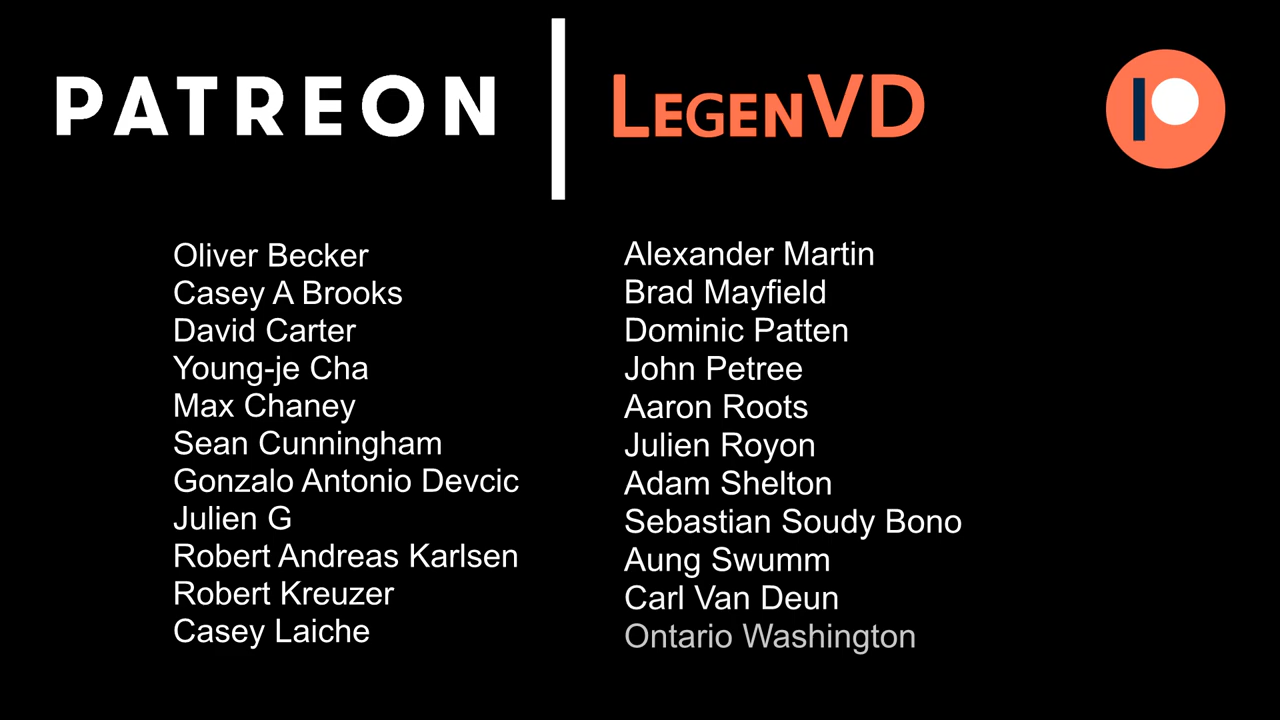 PATREON
LEGENVD
Oliver Becker
Casey A Brooks
David Carter
Young-je Cha
Max Chaney
Sean Cunningham
Gonzalo Antonio Devcic
Julien G
Robert Andreas Karlsen
Robert Kreuzer
Casey Laiche
Alexander Martin
Brad Mayfield
Dominic Patten
John Petree
Aaron Roots
Julien Royon
Adam Shelton
Sebastian Soudy Bono
Aung Swumm
Carl Van Deun
Ontario Washington